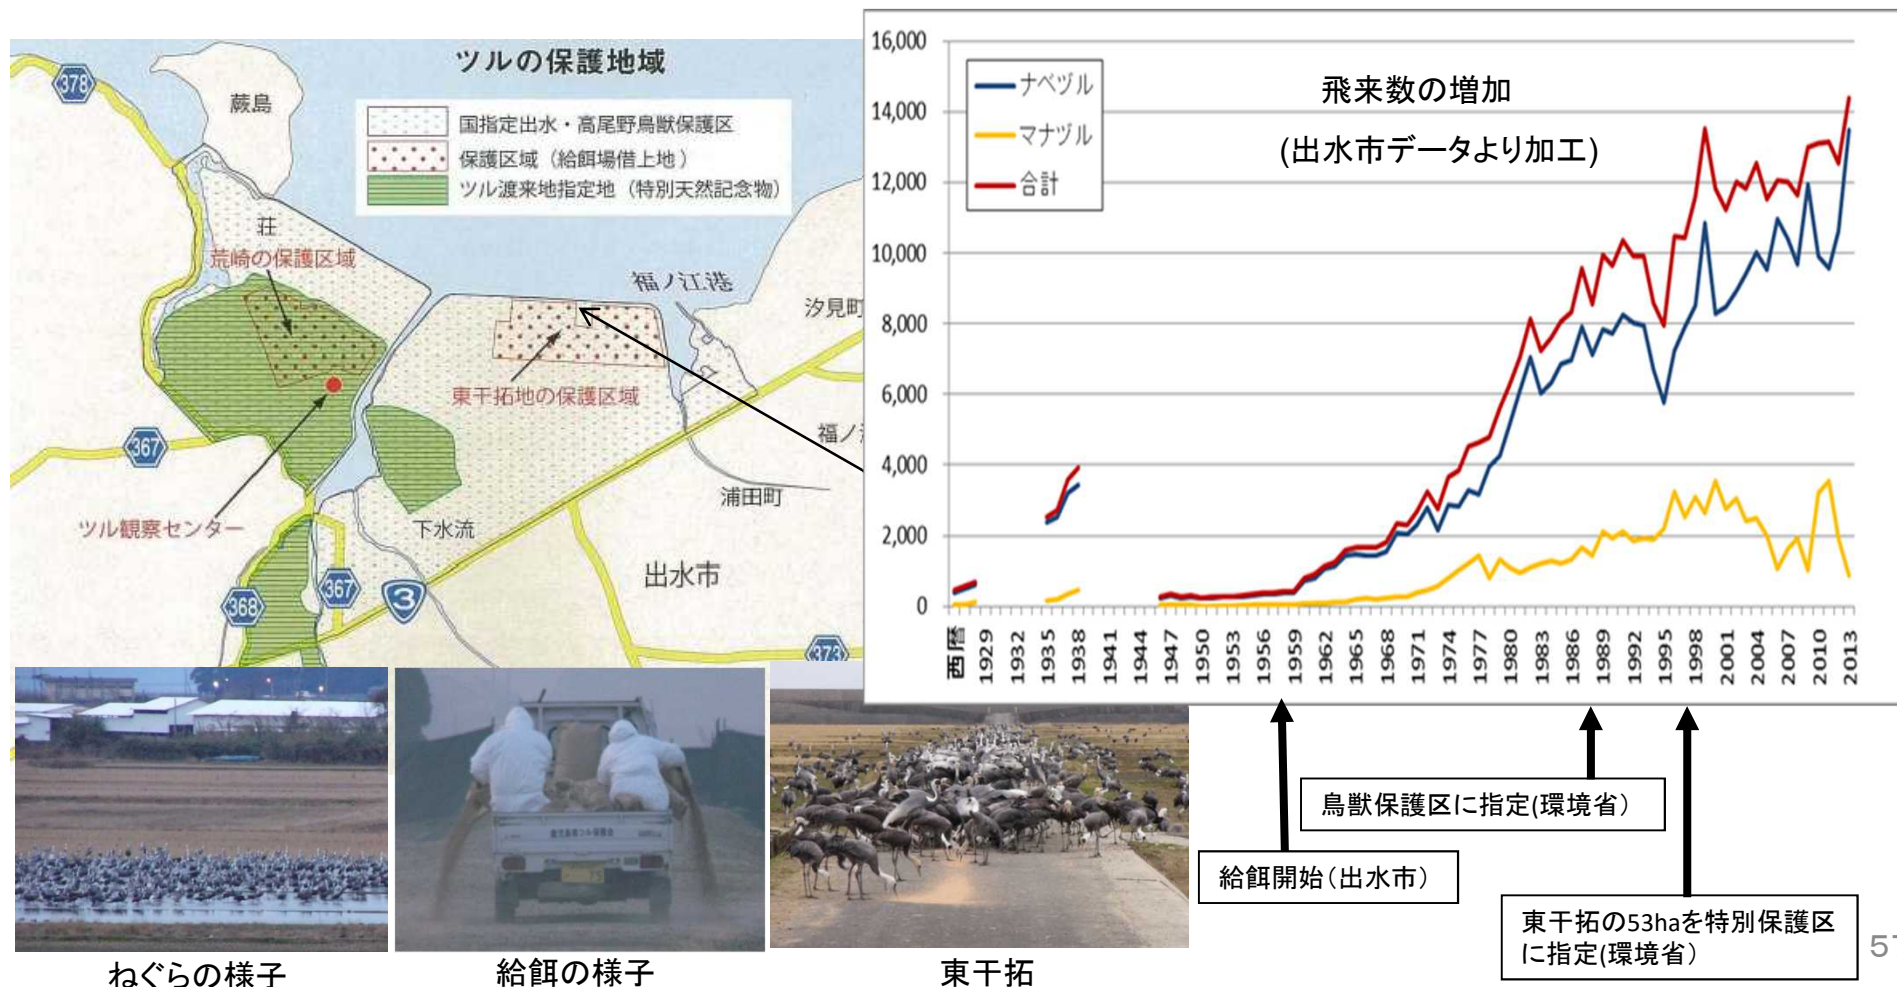 ツルの保護地域
国指定出水・高尾野鳥獣保護区
保護区域（給餌場借上地）
ツル渡来地指定地（特別天然記念物）
378
蕨島
荘
荒崎の保護区域
福ノ江港
汐見町
東干拓地の保護区域
367
福ノ
浦田町
ツル観察センター
下水流
出水市
368
367
3
373
飛来数の増加
(出水市データより加工)
ナベヅル
マナヅル
合計
16,000
14,000
12,000
10,000
8,000
6,000
4,000
2,000
0
西暦
1929
1932
1935
1938
1941
1944
1947
1950
1953
1956
1959
1962
1965
1968
1971
1974
1977
1980
1983
1986
1989
1992
1995
1998
2001
2004
2007
2010
2013
鳥獣保護区に指定(環境省）
給餌開始（出水市）
東干拓の53haを特別保護区
に指定(環境省）
ねぐらの様子
給餌の様子
東干拓
57